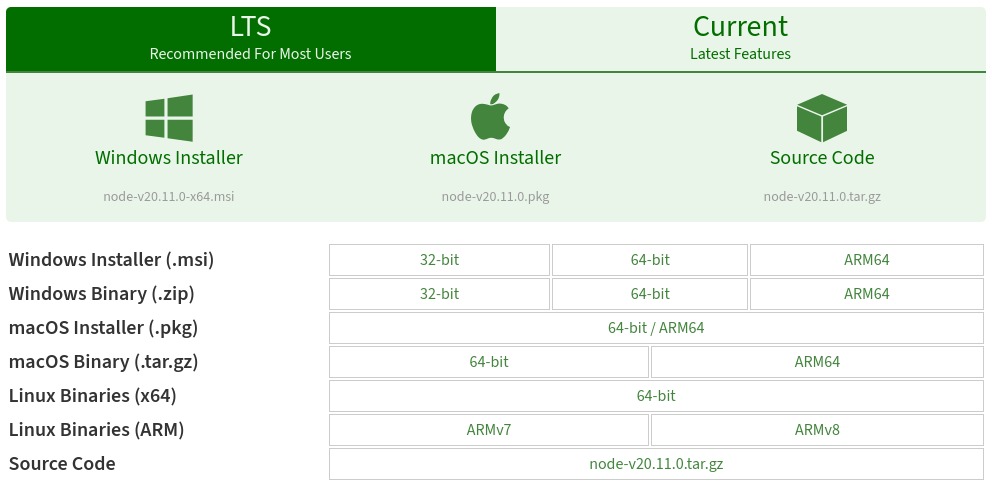 LTS
Recommended For Most Users
Current
Latest Features
Windows Installer
node-v20.11.0-x64.msi
macOS Installer
node-v20.11.0.pkg
Source Code
node-v20.11.0.tar.gz
Windows Installer (.msi) 32-bit 64-bit ARM64
Windows Binary (.zip) 32-bit 64-bit ARM64
macOS Installer (.pkg) 64-bit / ARM64
macOS Binary (.tar.gz) 64-bit ARM64
Linux Binaries (x64) 64-bit
Linux Binaries (ARM) ARMv7 ARMv8
Source Code node-v20.11.0.tar.gz